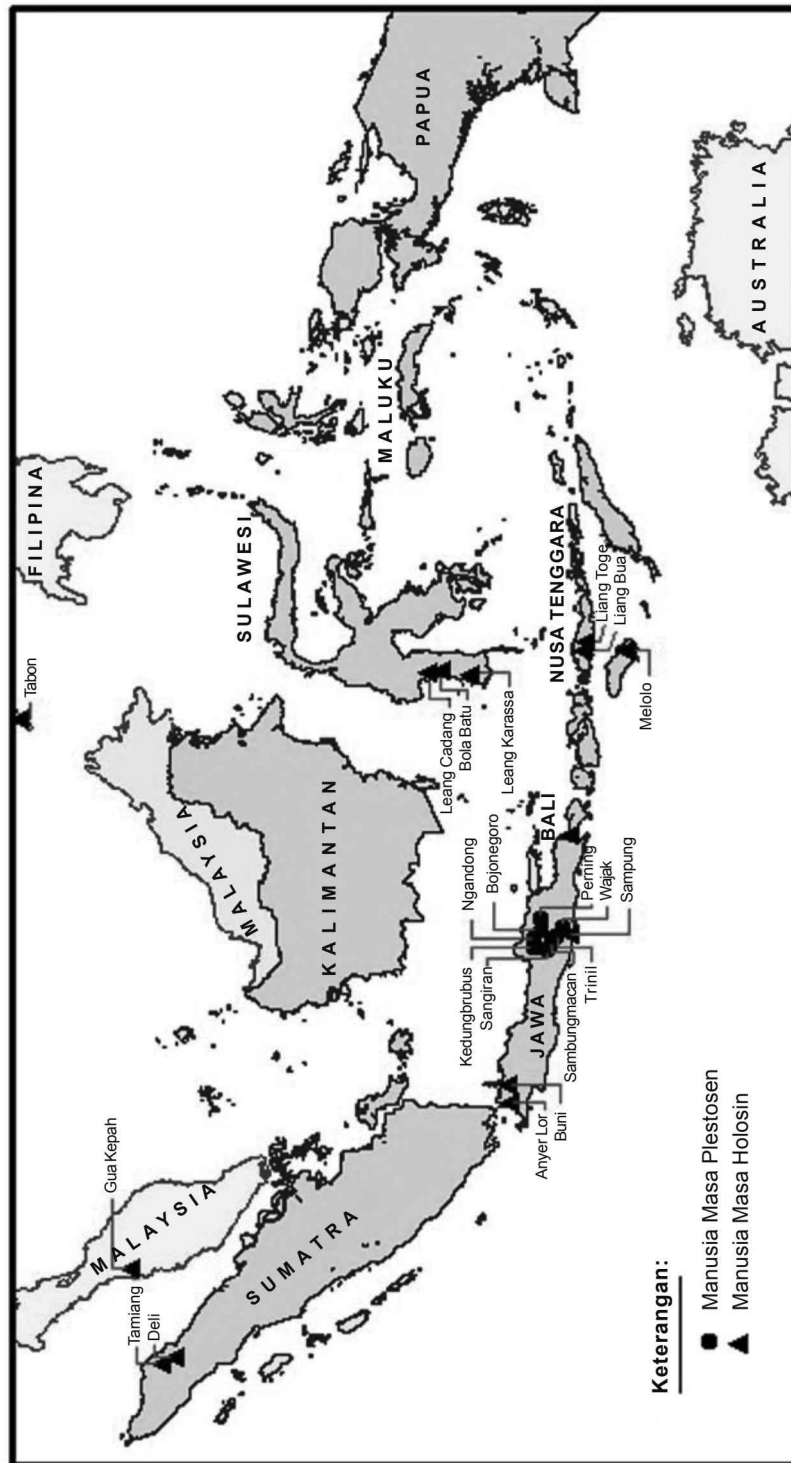 Tabon
FILIPINA
Gua Kepah
MALAYSIA
Tamiang
Deli
MALAYSIA
SULAWESI
SUMATRA
KALIMANTAN
MALUKU
PAPUA
Leang Cadang
Bola Batu
Leang Karassa
Ngandong
Bojonegoro
Kedungbrubus
Sangiran
BALI
NUSA TENGGARA
JAWA
Anyer Lor
Buni
Sambungmacan
Trinil
Perning
Wajak
Sampung
Liang Toge
Liang Bua
Melolo
AUSTRALIA
Keterangan:
Manusia Masa Plestosen
Manusia Masa Holosin